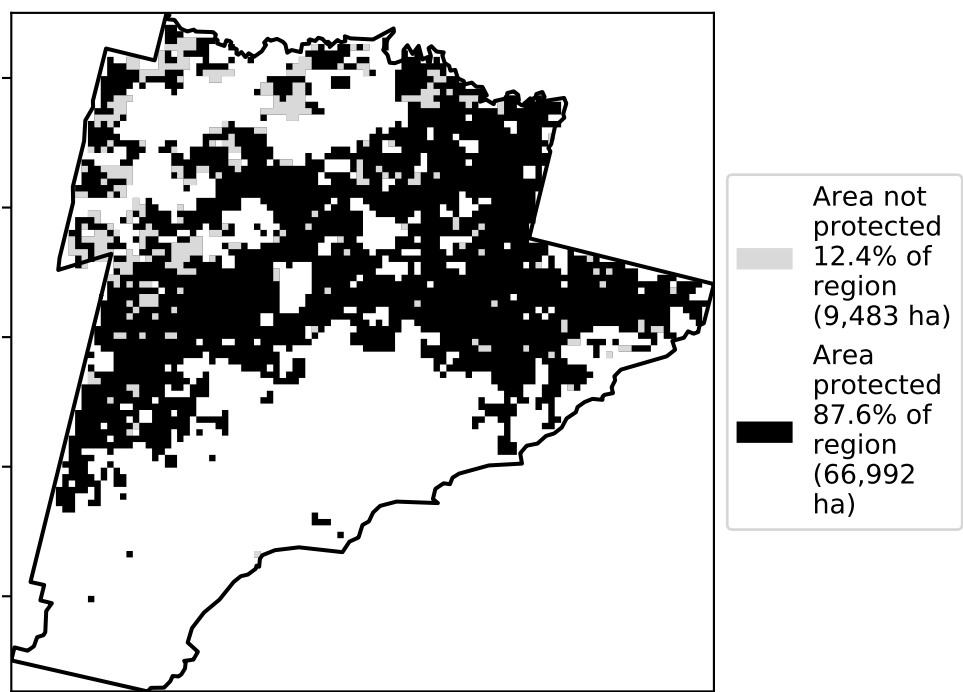 Area not
protected
12.4% of
region
(9,483 ha)
Area
protected
87.6% of
region
(66,992
ha)